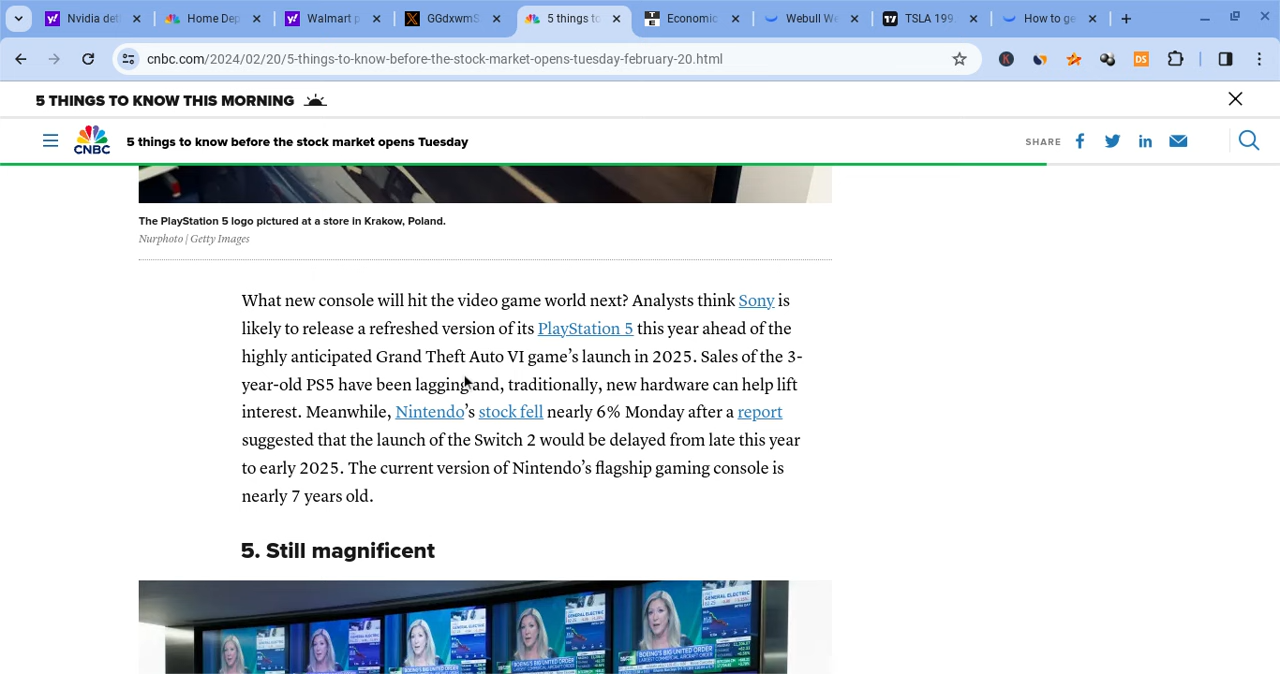 Nvidia det
Home Dep
Walmart p
GGdxwmS
5 things to
Economic
Webull We
TSLA 199.
How to ge
cnbc.com/2024/02/20/5-things-to-know-before-the-stock-market-opens-tuesday-february-20.html
5 THINGS TO KNOW THIS MORNING
CNBC
5 things to know before the stock market opens Tuesday
SHARE
The PlayStation 5 logo pictured at a store in Krakow, Poland.
Nurphoto | Getty Images
What new console will hit the video game world next? Analysts think Sony is
likely to release a refreshed version of its PlayStation 5 this year ahead of the
highly anticipated Grand Theft Auto VI game’s launch in 2025. Sales of the 3-
year-old PS5 have been lagging and, traditionally, new hardware can help lift
interest. Meanwhile, Nintendo’s stock fell nearly 6% Monday after a report
suggested that the launch of the Switch 2 would be delayed from late this year
to early 2025. The current version of Nintendo’s flagship gaming console is
nearly 7 years old.
5. Still magnificent
GENERAL ELECTRIC
BOEING'S BIG UNITED ORDER